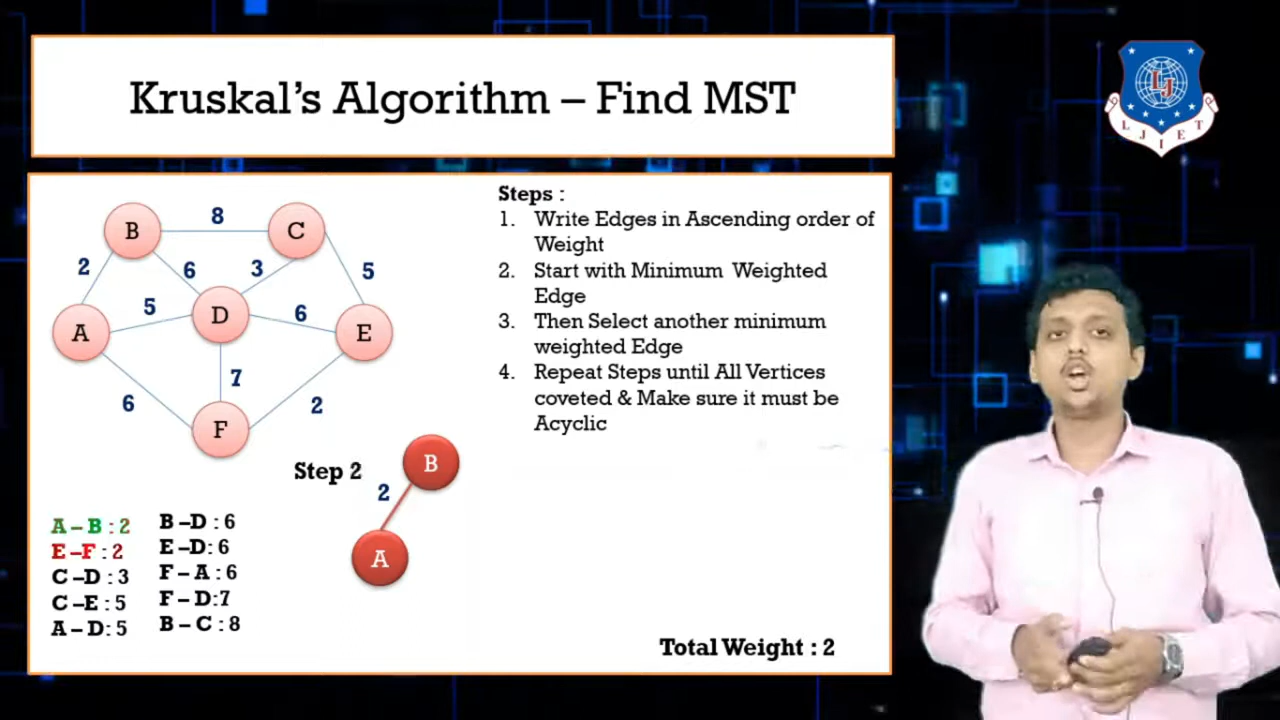 Kruskal's Algorithm – Find MST
LJ
L J I E T
Steps :
1. Write Edges in Ascending order of
Weight
2. Start with Minimum Weighted
Edge
3. Then Select another minimum
weighted Edge
4. Repeat Steps until All Vertices
coveted & Make sure it must be
Acyclic
B
8
C
2
6
3
5
5
D
6
A
E
7
6
2
F
Step 2
B
2
A
A – B : 2
E –F : 2
C –D : 3
C –E : 5
A – D: 5
B –D : 6
E –D: 6
F – A : 6
F – D:7
B – C : 8
Total Weight : 2